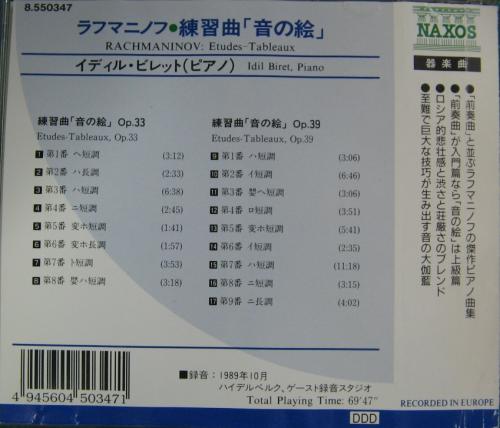 8.550347
ラフマニノフ●練習曲「音の絵」
RACHMANINOV: Etudes-Tableaux
イディル・ビレット(ピアノ) Idil Biret, Piano
練習曲「音の絵」Op.33
Etudes-Tableaux, Op.33
1 第1番 ヘ短調 (3:12)
2 第2番 ハ長調 (2:33)
3 第3番 ハ短調 (6:38)
4 第4番 ニ短調 (2:45)
5 第5番 変ホ短調 (1:41)
6 第6番 変ホ長調 (1:57)
7 第7番 ト短調 (3:53)
8 第8番 嬰ハ短調 (3:18)
練習曲「音の絵」Op.39
Etudes-Tableaux, Op.39
9 第1番 ハ短調 (3:06)
10 第2番 イ短調 (6:46)
11 第3番 嬰ヘ短調 (3:06)
12 第4番 ロ短調 (3:51)
13 第5番 変ホ短調 (5:41)
14 第6番 イ短調 (2:35)
15 第7番 ハ短調 (11:18)
16 第8番 ニ短調 (3:15)
17 第9番 ニ長調 (4:02)
■録音:1989年10月
ハイデルベルク、ゲースト録音スタジオ
Total Playing Time: 69'47"
DDD
4 945604 503471
NAXOS
器楽曲
●「前奏曲」と並ぶラフマニノフの傑作ピアノ曲集
●「前奏曲」が入門篇なら「音の絵」は上級篇
●ロシア的悲壮感と渋さと荘厳さのブレンド
●至難で巨大な技巧が生み出す音の大伽藍
RECORDED IN EUROPE